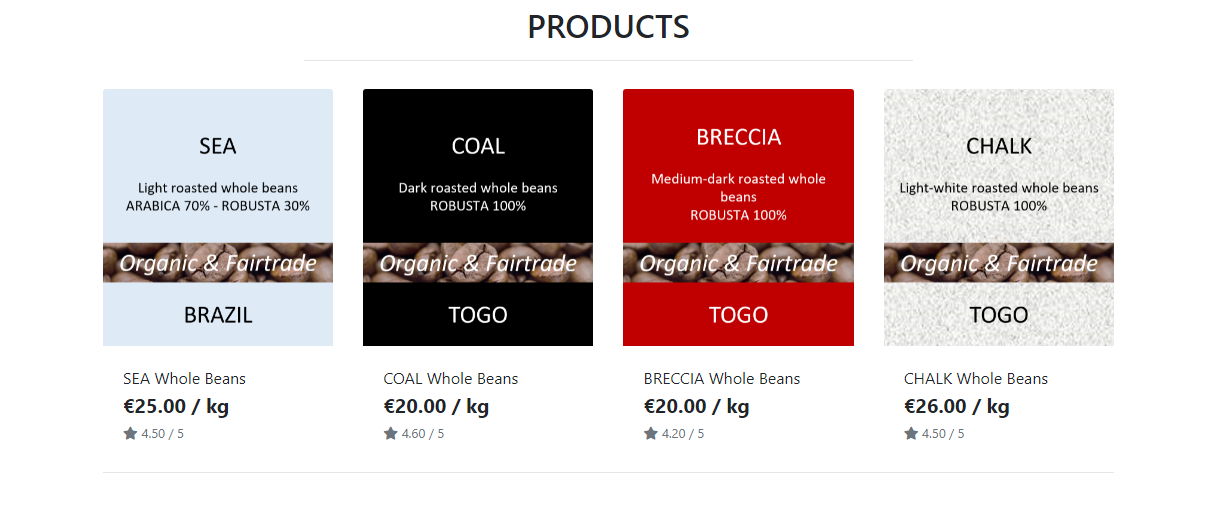 PRODUCTS
SEA
Light roasted whole beans
ARABICA 70% - ROBUSTA 30%
Organic & Fairtrade
BRAZIL
SEA Whole Beans
€25.00 / kg
4.50 / 5
COAL
Dark roasted whole beans
ROBUSTA 100%
Organic & Fairtrade
TOGO
COAL Whole Beans
€20.00 / kg
4.60 / 5
BRECCIA
Medium-dark roasted whole
beans
ROBUSTA 100%
Organic & Fairtrade
TOGO
BRECCIA Whole Beans
€20.00 / kg
4.20 / 5
CHALK
Light-white roasted whole beans
ROBUSTA 100%
Organic & Fairtrade
TOGO
CHALK Whole Beans
€26.00 / kg
4.50 / 5